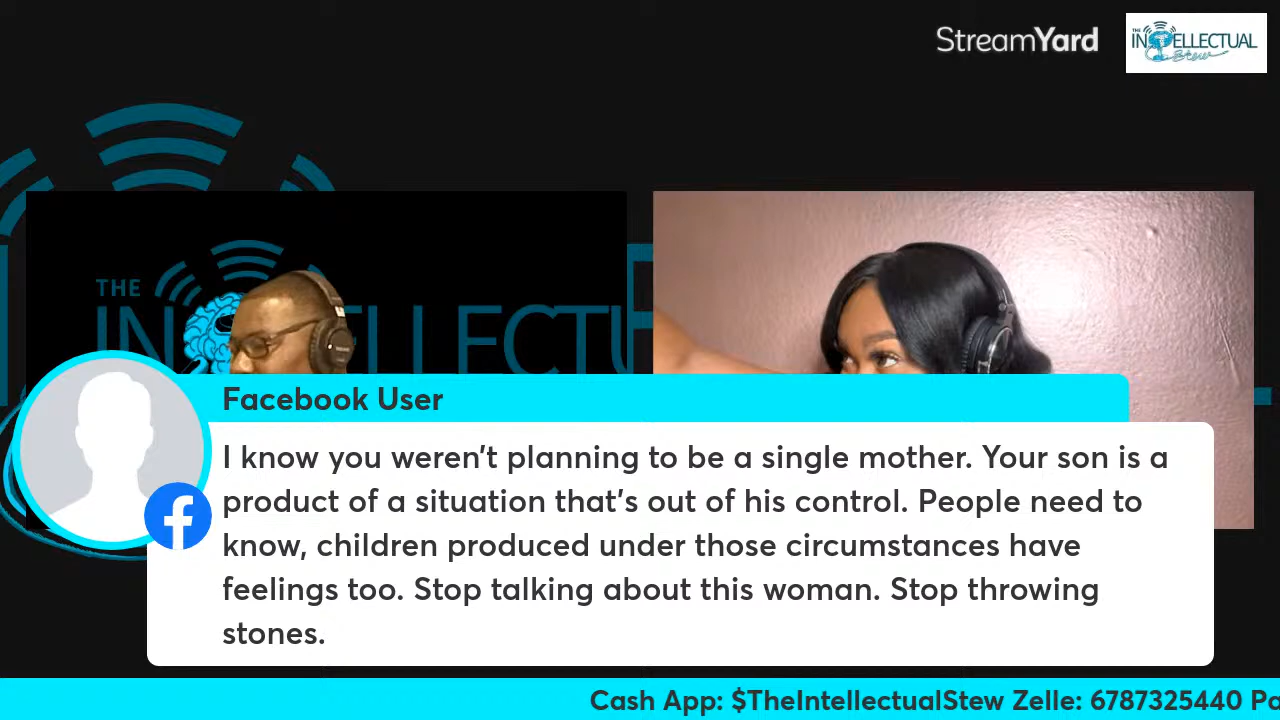 StreamYard
THE
INTELLECTUAL
Stew
THE
INTELLECTU
Facebook User
I know you weren't planning to be a single mother. Your son is a
product of a situation that's out of his control. People need to
know, children produced under those circumstances have
feelings too. Stop talking about this woman. Stop throwing
stones.
Cash App: $TheIntellectualStew Zelle: 6787325440 Pa